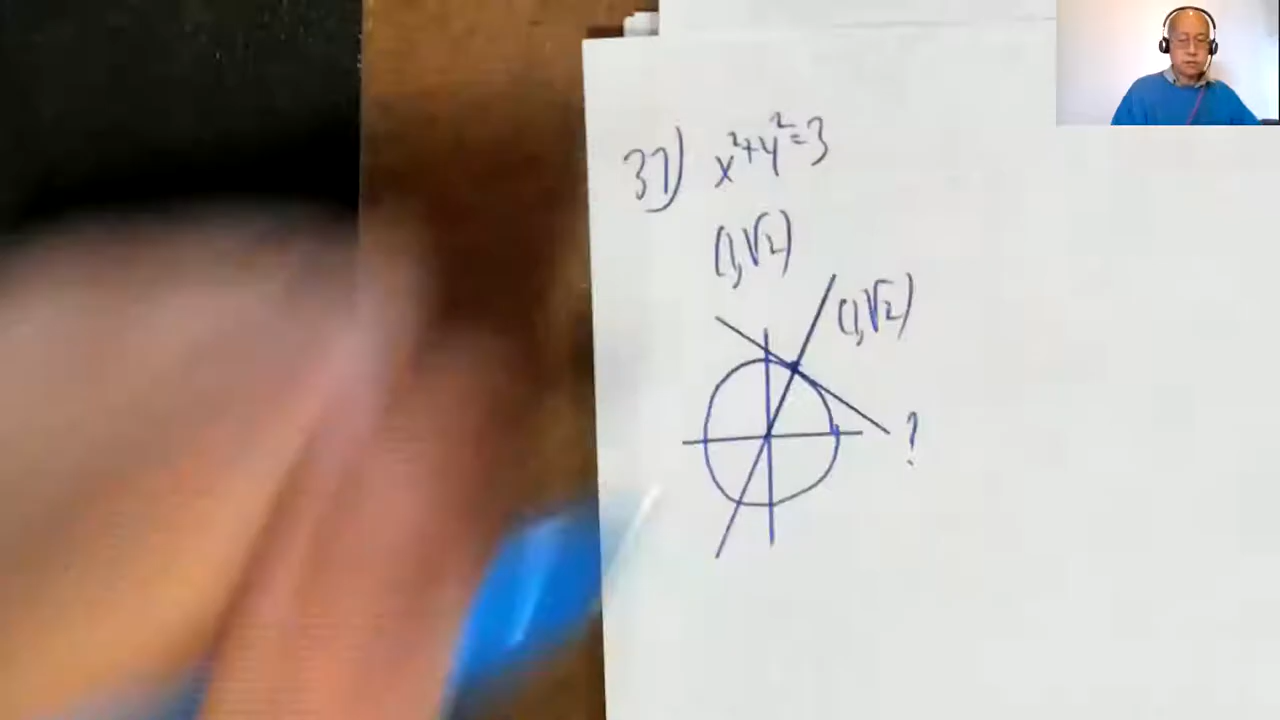 37) x²+y²=3
(1,√2)
(1,√2)
?